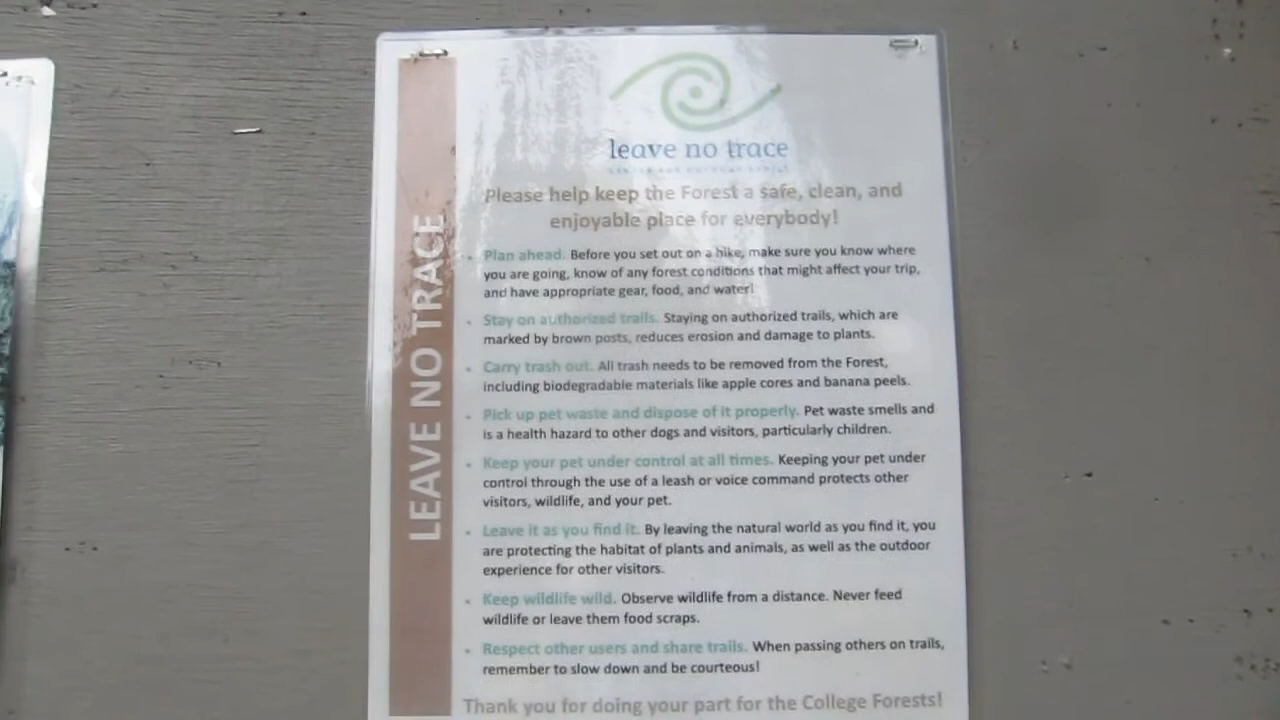 leave no trace
Please help keep the Forest a safe, clean, and
enjoyable place for everybody!
LEAVE NO TRACE
• Plan ahead. Before you set out on a hike, make sure you know where
you are going, know of any forest conditions that might affect your trip,
and have appropriate gear, food, and water!
• Stay on authorized trails. Staying on authorized trails, which are
marked by brown posts, reduces erosion and damage to plants.
• Carry trash out. All trash needs to be removed from the Forest,
including biodegradable materials like apple cores and banana peels.
• Pick up pet waste and dispose of it properly. Pet waste smells and
is a health hazard to other dogs and visitors, particularly children.
• Keep your pet under control at all times. Keeping your pet under
control through the use of a leash or voice command protects other
visitors, wildlife, and your pet.
• Leave it as you find it. By leaving the natural world as you find it, you
are protecting the habitat of plants and animals, as well as the outdoor
experience for other visitors.
• Keep wildlife wild. Observe wildlife from a distance. Never feed
wildlife or leave them food scraps.
• Respect other users and share trails. When passing others on trails,
remember to slow down and be courteous!
Thank you for doing your part for the College Forests!